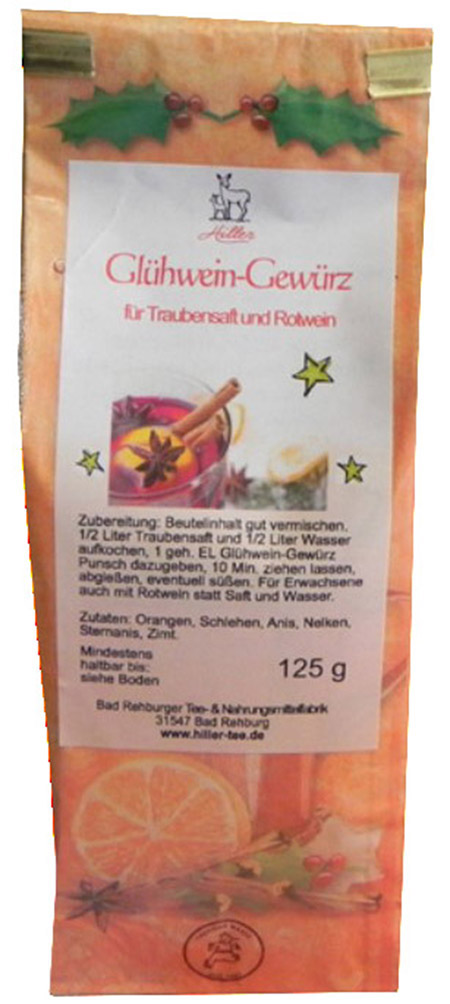 Hiller
Glühwein-Gewürz
für Traubensaft und Rotwein
Zubereitung: Beutelinhalt gut vermischen.
1/2 Liter Traubensaft und 1/2 Liter Wasser
aufkochen, 1 geh. EL Glühwein-Gewürz
Punsch dazugeben, 10 Min. ziehen lassen,
abgießen, eventuell süßen. Für Erwachsene
auch mit Rotwein statt Saft und Wasser.
Zutaten: Orangen, Schlehen, Anis, Nelken,
Sternanis, Zimt.
Mindestens
haltbar bis:
siehe Boden
125 g
Bad Rehburger Tee- & Nahrungsmittelfabrik
31547 Bad Rehburg
www.hiller-tee.de